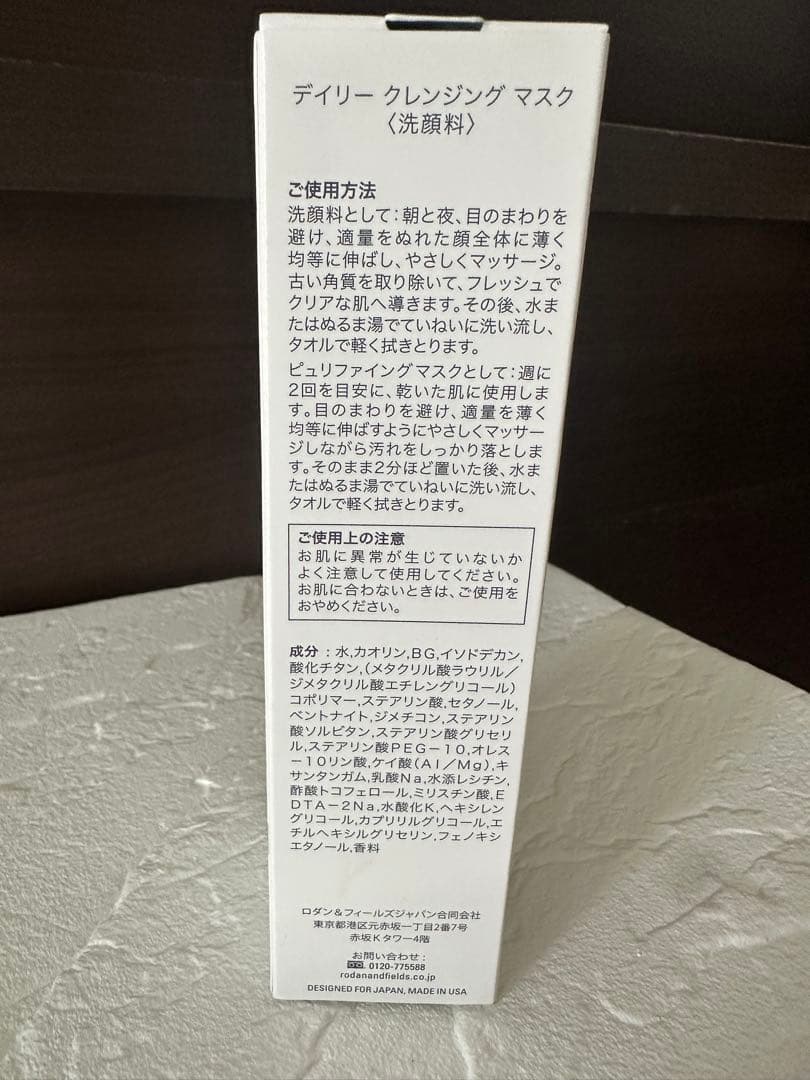 デイリー クレンジング マスク
〈洗顔料〉
ご使用方法
洗顔料として：朝と夜、目のまわりを
避け、適量をぬれた顔全体に薄く
均等に伸ばし、やさしくマッサージ。
古い角質を取り除いて、フレッシュで
クリアな肌へ導きます。その後、水ま
たはぬるま湯でていねいに洗い流し、
タオルで軽く拭きとります。
ピュリファイングマスクとして：週に
2回を目安に、乾いた肌に使用しま
す。目のまわりを避け、適量を薄く
均等に伸ばすようにやさしくマッサー
ジしながら汚れをしっかり落としま
す。そのまま2分ほど置いた後、水ま
たはぬるま湯でていねいに洗い流し、
タオルで軽く拭きとります。
ご使用上の注意
お肌に異常が生じていないか
よく注意して使用してください。
お肌に合わないときは、ご使用を
おやめください。
成分：水,カオリン,BG,イソドデカン,
酸化チタン,(メタクリル酸ラウリル／
ジメタクリル酸エチレングリコール)
コポリマー,ステアリン酸,セタノール,
ベントナイト,ジメチコン,ステアリン
酸ソルビタン,ステアリン酸グリセリ
ル,ステアリン酸PEG－10,オレス
－10リン酸,ケイ酸(Al／Mg),キ
サンタンガム,乳酸Na,水添レシチン,
酢酸トコフェロール,ミリスチン酸,E
DTA－2Na,水酸化K,ヘキシレン
グリコール,カプリリルグリコール,エ
チルヘキシルグリセリン,フェノキシ
エタノール,香料
ロダン＆フィールズジャパン合同会社
東京都港区元赤坂一丁目2番7号
赤坂Kタワー4階
お問い合わせ：
0120-775588
rodanandfields.co.jp
DESIGNED FOR JAPAN, MADE IN USA